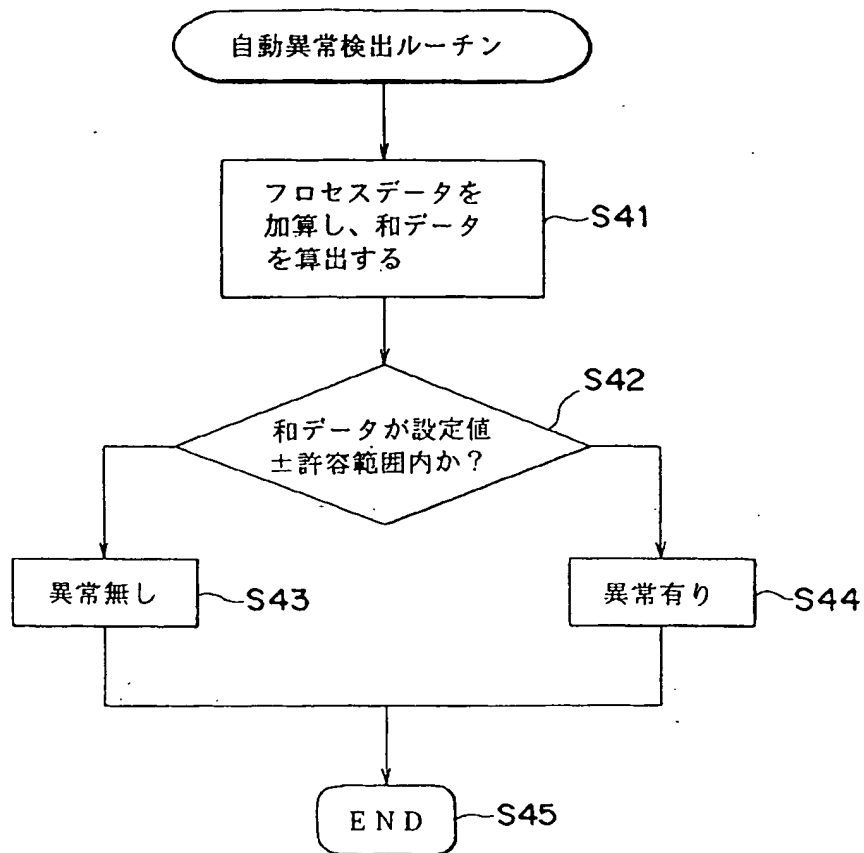 自動異常検出ルーチン
フロセスデータを
加算し、和データ
を算出する
S41
S42
和データが設定値
±許容範囲内か？
異常無し
S43
異常有り
S44
END
S45